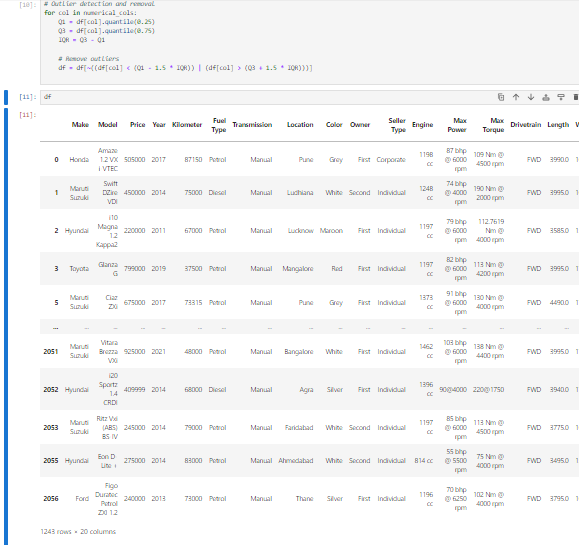 [10]: # Outlier detection and removal
for col in numerical_cols:
Q1 = df[col].quantile(0.25)
Q3 = df[col].quantile(0.75)
IQR = Q3 - Q1
# Remove outliers
df = df[~((df[col] < (Q1 - 1.5 * IQR)) | (df[col] > (Q3 + 1.5 * IQR)))]
[11]: df
[11]:
Make Model Price Year Kilometer Fuel Type Transmission Location Color Owner Seller Type Engine Max Power Max Torque Drivetrain Length
0 Honda Amaze 1.2 VX i-VTEC 505000 2017 87150 Petrol Manual Pune Grey First Corporate 1198 cc 87 bhp @ 6000 rpm 109 Nm @ 4500 rpm FWD 3990.0
1 Maruti Suzuki Swift DZire VDI 450000 2014 75000 Diesel Manual Ludhiana White Second Individual 1248 cc 74 bhp @ 4000 rpm 190 Nm @ 2000 rpm FWD 3995.0
2 Hyundai i10 Magna 1.2 Kappa2 220000 2011 67000 Petrol Manual Lucknow Maroon First Individual 1197 cc 79 bhp @ 6000 rpm 112.7619 Nm @ 4000 rpm FWD 3585.0
3 Toyota Glanza G 799000 2019 37500 Petrol Manual Mangalore Red First Individual 1197 cc 82 bhp @ 6000 rpm 113 Nm @ 4200 rpm FWD 3995.0
5 Maruti Suzuki Ciaz ZXi 675000 2017 73315 Petrol Manual Pune Grey First Individual 1373 cc 91 bhp @ 6000 rpm 130 Nm @ 4000 rpm FWD 4490.0
... ... ... ... ... ... ... ... ... ... ... ... ... ... ... ... ...
2051 Maruti Suzuki Vitara Brezza VXi 925000 2021 48000 Petrol Manual Bangalore White First Individual 1462 cc 103 bhp @ 6000 rpm 138 Nm @ 4400 rpm FWD 3995.0
2052 Hyundai i20 Sportz 1.4 CRDI 409999 2014 68000 Diesel Manual Agra Silver First Individual 1396 cc 90@4000 220@1750 FWD 3940.0
2053 Maruti Suzuki Ritz Vxi (ABS) BS-IV 245000 2014 79000 Petrol Manual Faridabad White Second Individual 1197 cc 85 bhp @ 6000 rpm 113 Nm @ 4500 rpm FWD 3775.0
2055 Hyundai Eon D-Lite + 275000 2014 83000 Petrol Manual Ahmedabad White Second Individual 814 cc 55 bhp @ 5500 rpm 75 Nm @ 4000 rpm FWD 3495.0
2056 Ford Figo Duratec Petrol ZXI 1.2 240000 2013 73000 Petrol Manual Thane Silver First Individual 1196 cc 70 bhp @ 6250 rpm 102 Nm @ 4000 rpm FWD 3795.0
1243 rows × 20 columns